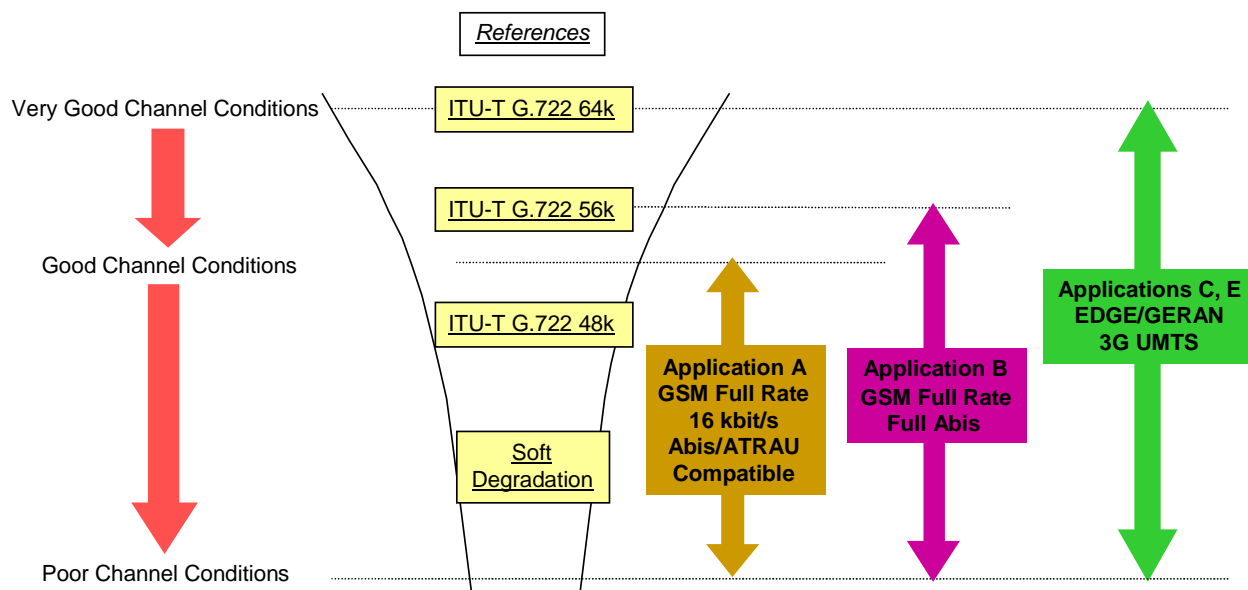 References
Very Good Channel Conditions
ITU-T G.722 64k
ITU-T G.722 56k
Good Channel Conditions
ITU-T G.722 48k
Soft
Degradation
Poor Channel Conditions
Application A
GSM Full Rate
16 kbit/s
Abis/ATRAU
Compatible
Application B
GSM Full Rate
Full Abis
Applications C, E
EDGE/GERAN
3G UMTS